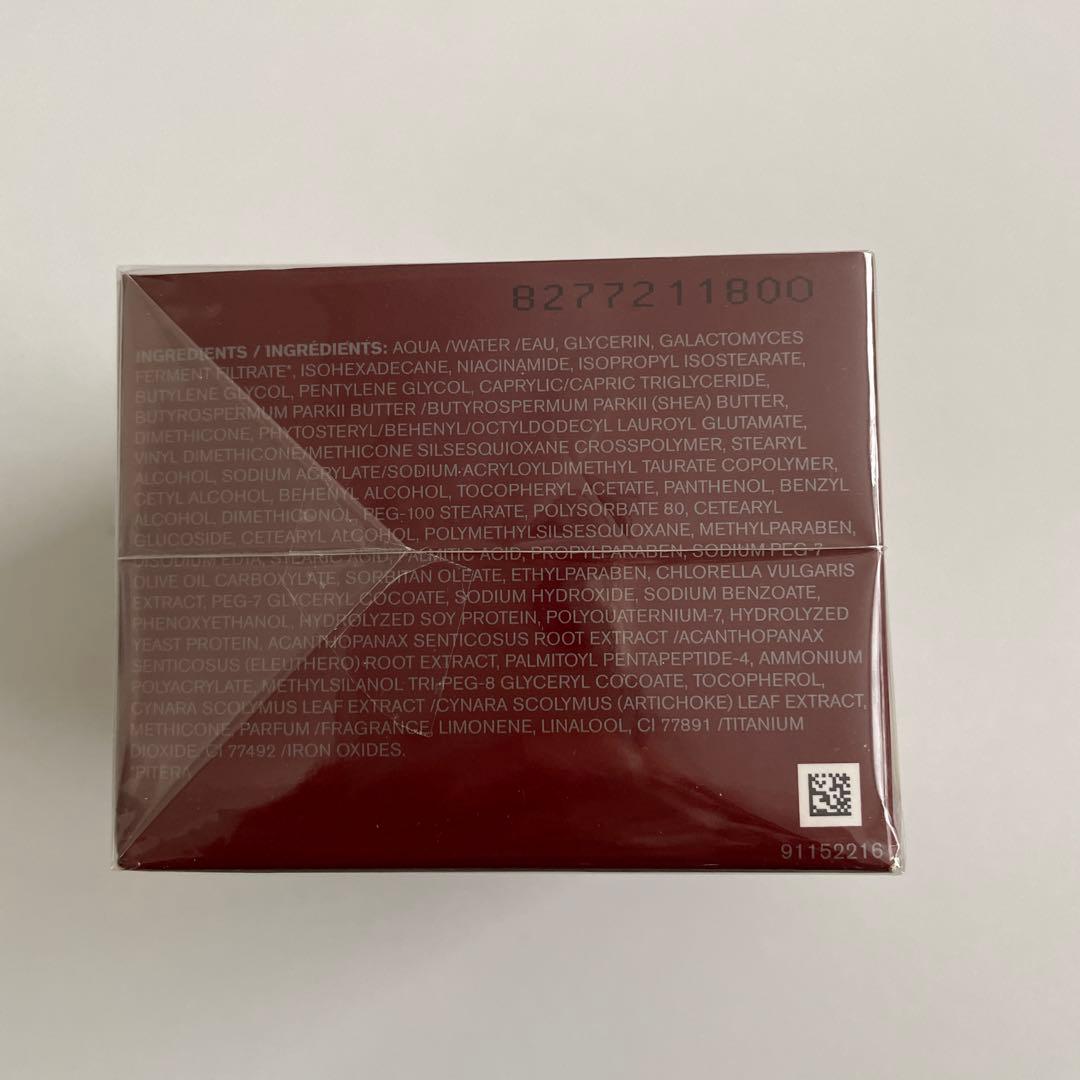 8277211800
INGREDIENTS / INGRÉDIENTS: AQUA /WATER /EAU, GLYCERIN, GALACTOMYCES
FERMENT FILTRATE*, ISOHEXADECANE, NIACINAMIDE, ISOPROPYL ISOSTEARATE,
BUTYLENE GLYCOL, PENTYLENE GLYCOL, CAPRYLIC/CAPRIC TRIGLYCERIDE,
BUTYROSPERMUM PARKII BUTTER /BUTYROSPERMUM PARKII (SHEA) BUTTER,
DIMETHICONE, PHYTOSTERYL/BEHENYL/OCTYLDODECYL LAUROYL GLUTAMATE,
VINYL DIMETHICONE/METHICONE SILSESQUIOXANE CROSSPOLYMER, STEARYL
ALCOHOL, SODIUM ACRYLATE/SODIUM ACRYLOYLDIMETHYL TAURATE COPOLYMER,
CETYL ALCOHOL, BEHENYL ALCOHOL, TOCOPHERYL ACETATE, PANTHENOL, BENZYL
ALCOHOL, DIMETHICONOL, PEG-100 STEARATE, POLYSORBATE 80, CETEARYL
GLUCOSIDE, CETEARYL ALCOHOL, POLYMETHYLSILSESQUIOXANE, METHYLPARABEN,
DISODIUM EDTA, STEARIC ACID, PALMITIC ACID, PROPYLPARABEN, SODIUM PEG-7
OLIVE OIL CARBOXYLATE, SORBITAN OLEATE, ETHYLPARABEN, CHLORELLA VULGARIS
EXTRACT, PEG-7 GLYCERYL COCOATE, SODIUM HYDROXIDE, SODIUM BENZOATE,
PHENOXYETHANOL, HYDROLYZED SOY PROTEIN, POLYQUATERNIUM-7, HYDROLYZED
YEAST PROTEIN, ACANTHOPANAX SENTICOSUS ROOT EXTRACT /ACANTHOPANAX
SENTICOSUS (ELEUTHERO) ROOT EXTRACT, PALMITOYL PENTAPEPTIDE-4, AMMONIUM
POLYACRYLATE, METHYLSILANOL TRI-PEG-8 GLYCERYL COCOATE, TOCOPHEROL,
CYNARA SCOLYMUS LEAF EXTRACT /CYNARA SCOLYMUS (ARTICHOKE) LEAF EXTRACT,
METHICONE, PARFUM /FRAGRANCE, LIMONENE, LINALOOL, CI 77891 /TITANIUM
DIOXIDE, CI 77492 /IRON OXIDES.
*PITERA
91152216